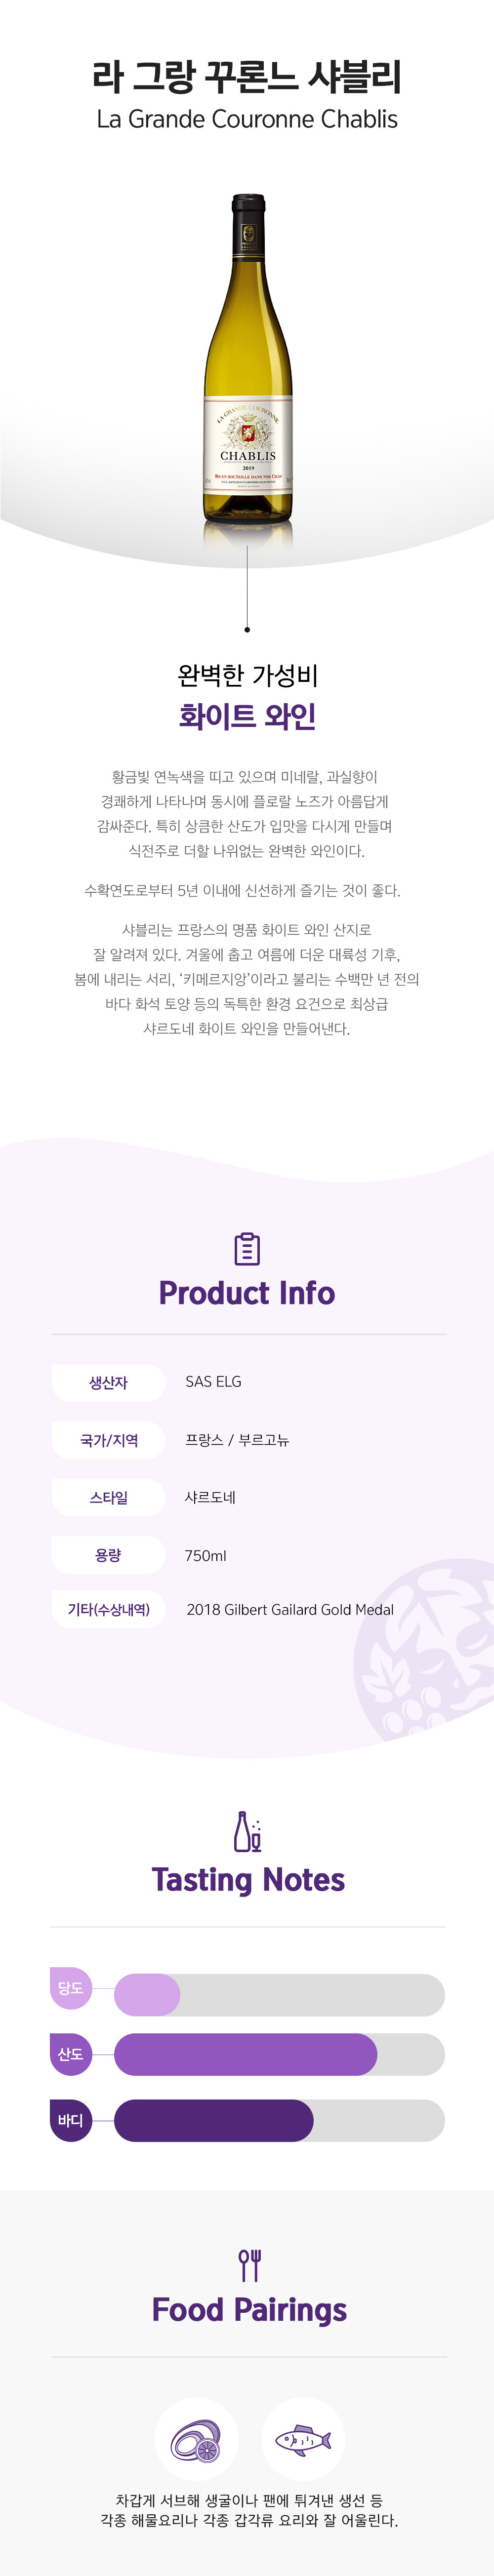 라 그랑 꾸론느 샤블리
La Grande Couronne Chablis
LA GRANDE COURONNE
CHABLIS
2019
MIS EN BOUTEILLE DANS NOS CHAIS
완벽한 가성비
화이트 와인
황금빛 연녹색을 띠고 있으며 미네랄, 과실향이
경쾌하게 나타나며 동시에 플로랄 노즈가 아름답게
감싸준다. 특히 상큼한 산도가 입맛을 다시게 만들며
식전주로 더할 나위없는 완벽한 와인이다.
수확연도로부터 5년 이내에 신선하게 즐기는 것이 좋다.
샤블리는 프랑스의 명품 화이트 와인 산지로
잘 알려져 있다. 겨울에 춥고 여름에 더운 대륙성 기후,
봄에 내리는 서리, ‘키메르지앙’이라고 불리는 수백만 년 전의
바다 화석 토양 등의 독특한 환경 요건으로 최상급
샤르도네 화이트 와인을 만들어낸다.
Product Info
생산자 SAS ELG
국가/지역 프랑스 / 부르고뉴
스타일 샤르도네
용량 750ml
기타(수상내역) 2018 Gilbert Gailard Gold Medal
Tasting Notes
당도
산도
바디
Food Pairings
차갑게 서브해 생굴이나 팬에 튀겨낸 생선 등
각종 해물요리나 각종 갑각류 요리와 잘 어울린다.